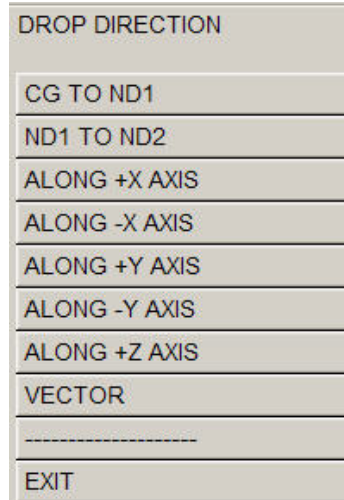 DROP DIRECTION
CG TO ND1
ND1 TO ND2
ALONG +X AXIS
ALONG -X AXIS
ALONG +Y AXIS
ALONG -Y AXIS
ALONG +Z AXIS
VECTOR
--------------------
EXIT